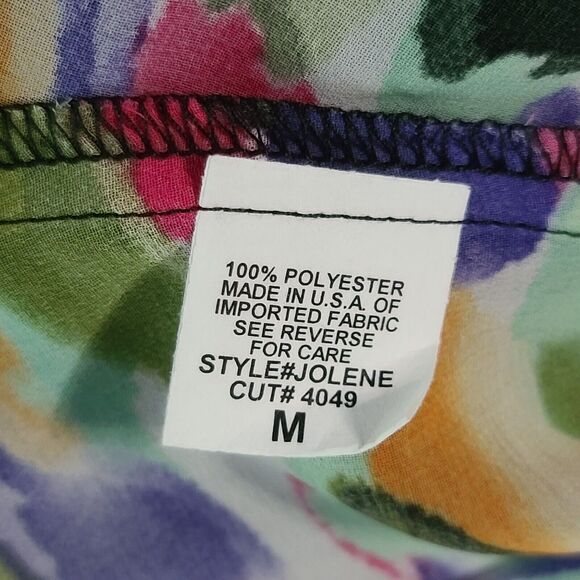 100% POLYESTER
MADE IN U.S.A. OF
IMPORTED FABRIC
SEE REVERSE
FOR CARE
STYLE#JOLENE
CUT# 4049
M